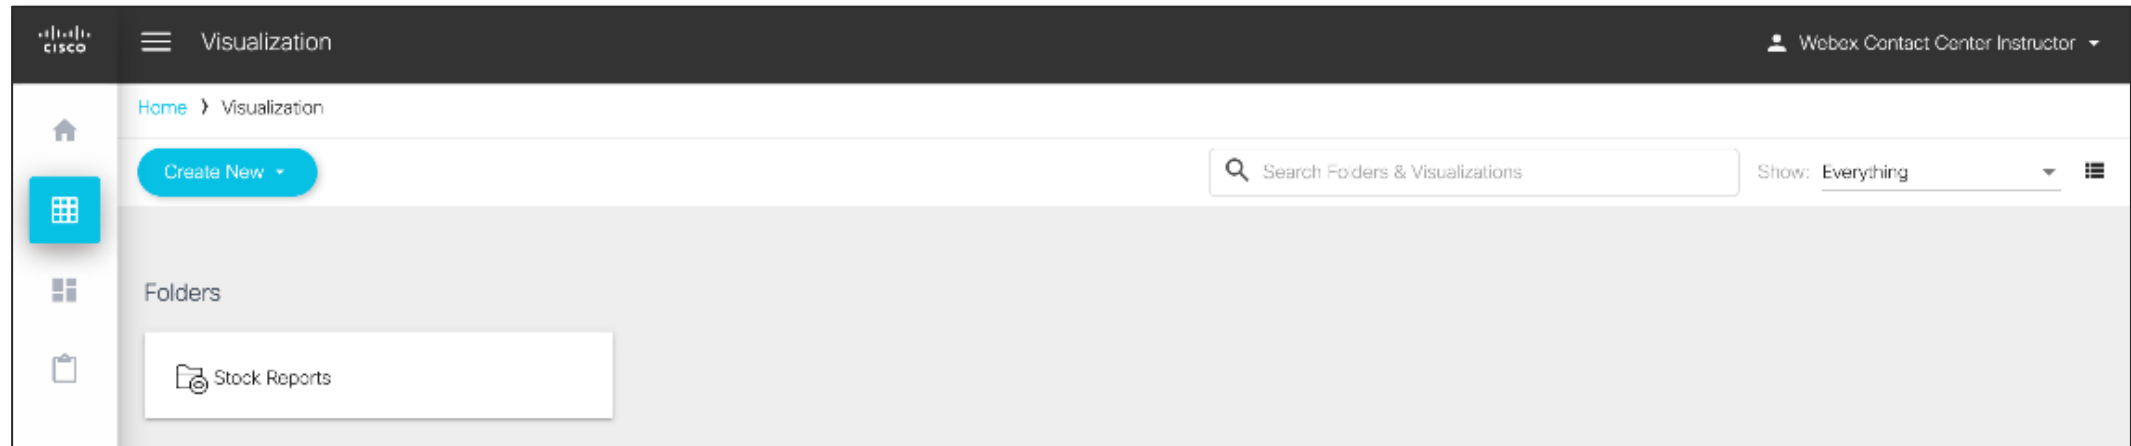 cisco
Visualization
Webex Contact Center Instructor
Home > Visualization
Create New
Search Folders & Visualizations
Show: Everything
Folders
Stock Reports